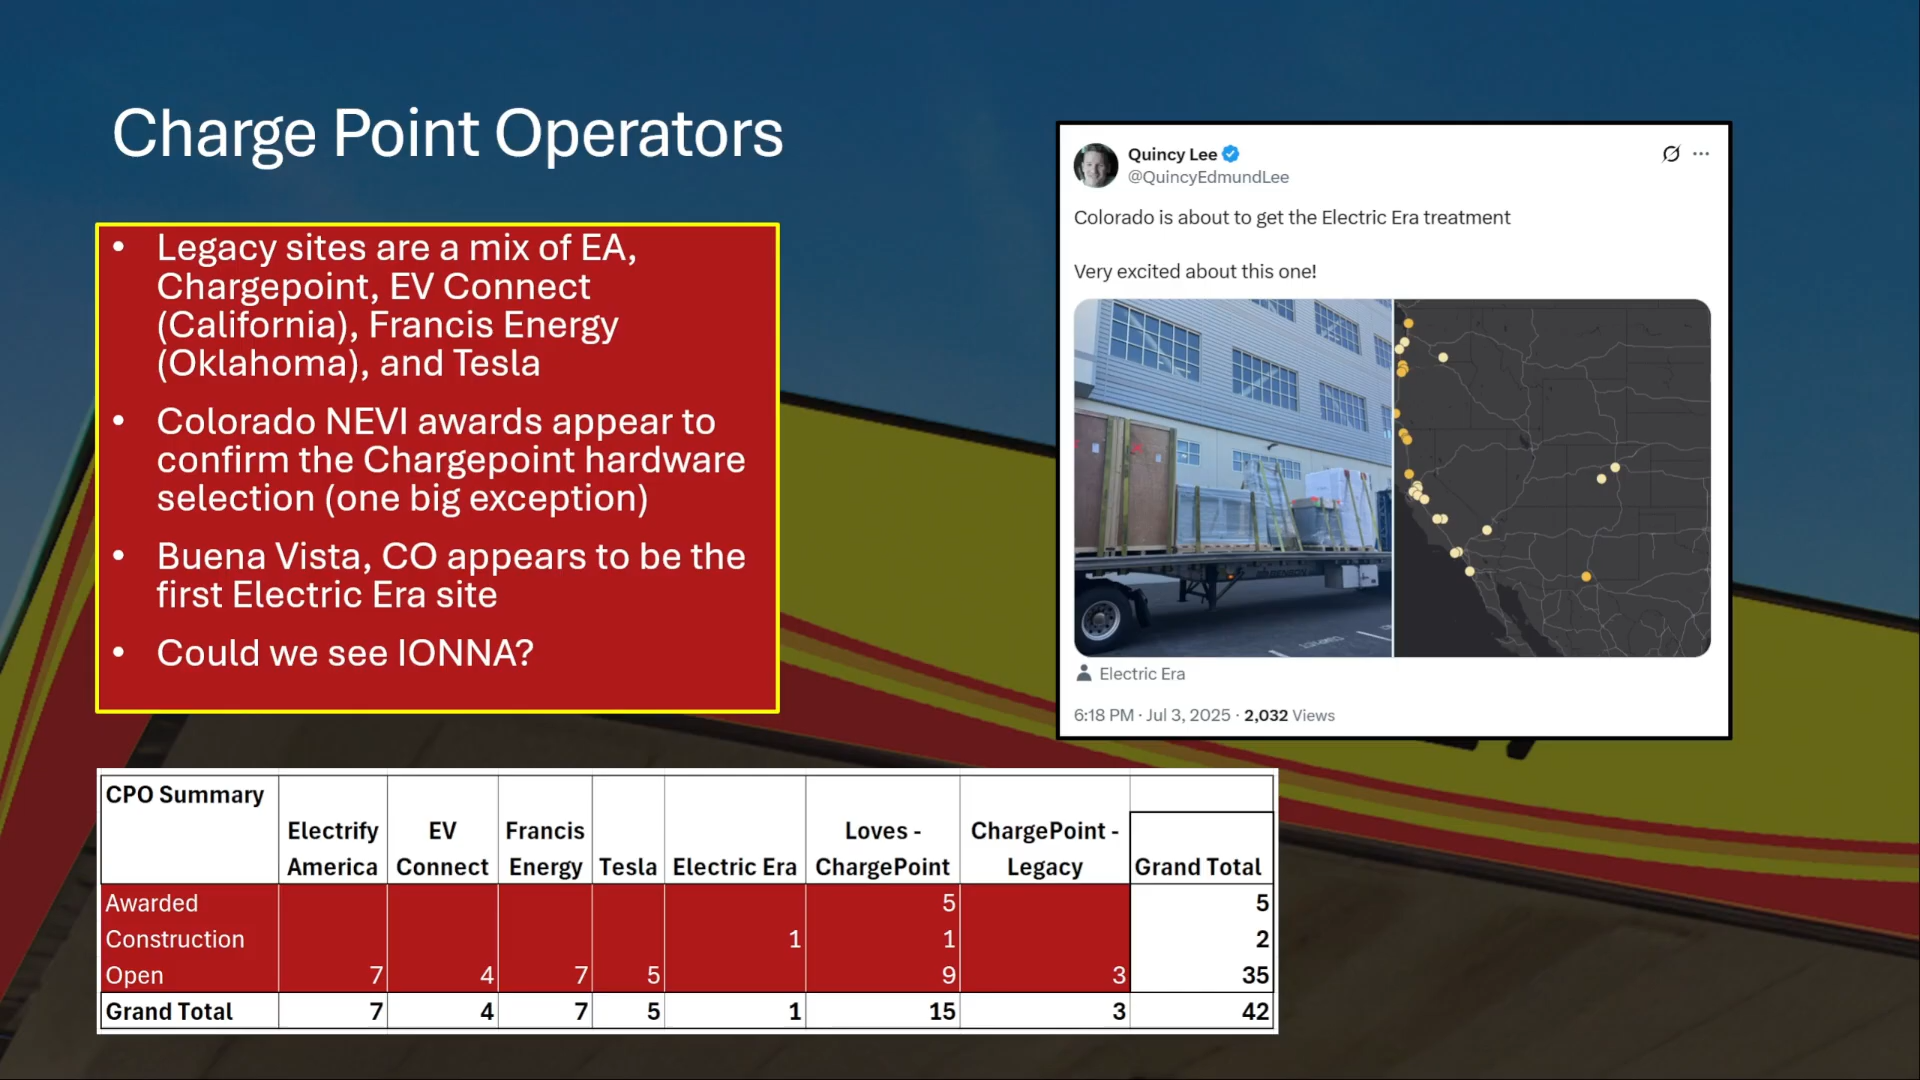 Charge Point Operators
• Legacy sites are a mix of EA,
Chargepoint, EV Connect
(California), Francis Energy
(Oklahoma), and Tesla
• Colorado NEVI awards appear to
confirm the Chargepoint hardware
selection (one big exception)
• Buena Vista, CO appears to be the
first Electric Era site
• Could we see IONNA?
Quincy Lee
@QuincyEdmundLee
Colorado is about to get the Electric Era treatment
Very excited about this one!
Electric Era
6:18 PM · Jul 3, 2025 · 2,032 Views
CPO Summary Electrify America EV Connect Francis Energy Tesla Electric Era Loves - ChargePoint ChargePoint - Legacy Grand Total
Awarded 5 5
Construction 1 1 2
Open 7 4 7 5 9 3 35
Grand Total 7 4 7 5 1 15 3 42